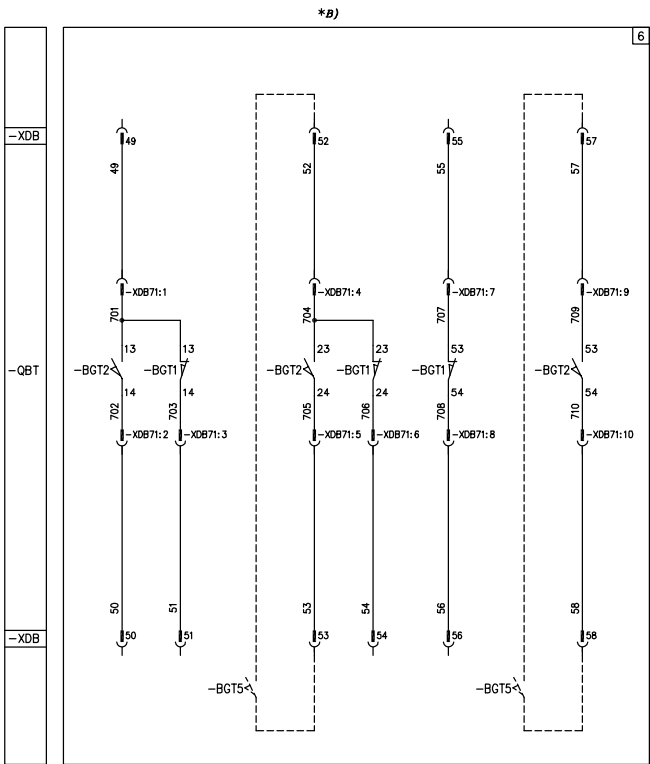 *B)
6
-XDB
49
52
55
57
49
52
55
57
-XDB71:1
-XDB71:4
-XDB71:7
-XDB71:9
701
704
707
709
13
13
23
23
53
53
-QBT
-BGT2
-BGT1
-BGT2
-BGT1
-BGT1
-BGT2
14
14
24
24
54
54
702
703
705
706
708
710
-XDB71:2
-XDB71:3
-XDB71:5
-XDB71:6
-XDB71:8
-XDB71:10
50
51
53
54
56
58
-XDB
50
51
53
54
56
58
-BGT5
-BGT5